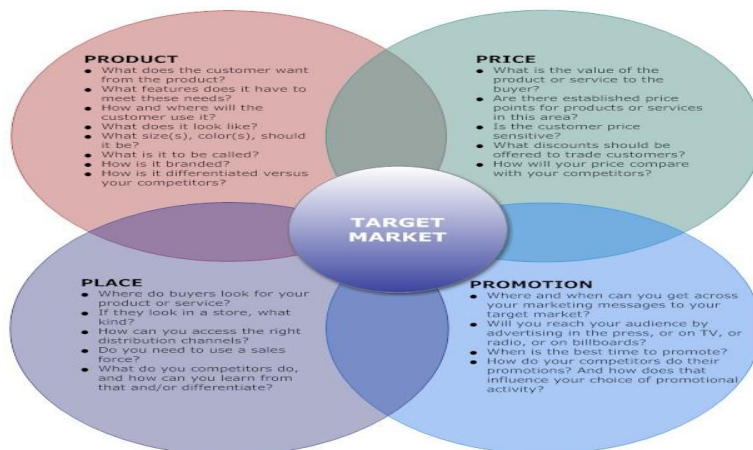 PRODUCT
● What does the customer want
from the product?
● What features does it have to
meet these needs?
● How and where will the
customer use it?
● What does it look like?
● What size(s), color(s), should
it be?
● What is it to be called?
● How is it branded?
● How is it differentiated versus
your competitors?
PRICE
● What is the value of the
product or service to the
buyer?
● Are there established price
points for products or services
in this area?
● Is the customer price
sensitive?
● What discounts should be
offered to trade customers?
● How will your price compare
with your competitors?
TARGET
MARKET
PLACE
● Where do buyers look for your
product or service?
● If they look in a store, what
kind?
● How can you access the right
distribution channels?
● Do you need to use a sales
force?
● What do you competitors do,
and how can you learn from
that and/or differentiate?
PROMOTION
● Where and when can you get across
your marketing messages to your
target market?
● Will you reach your audience by
advertising in the press, or on TV, or
radio, or on billboards?
● When is the best time to promote?
● How do your competitors do their
promotions? And how does that
influence your choice of promotional
activity?